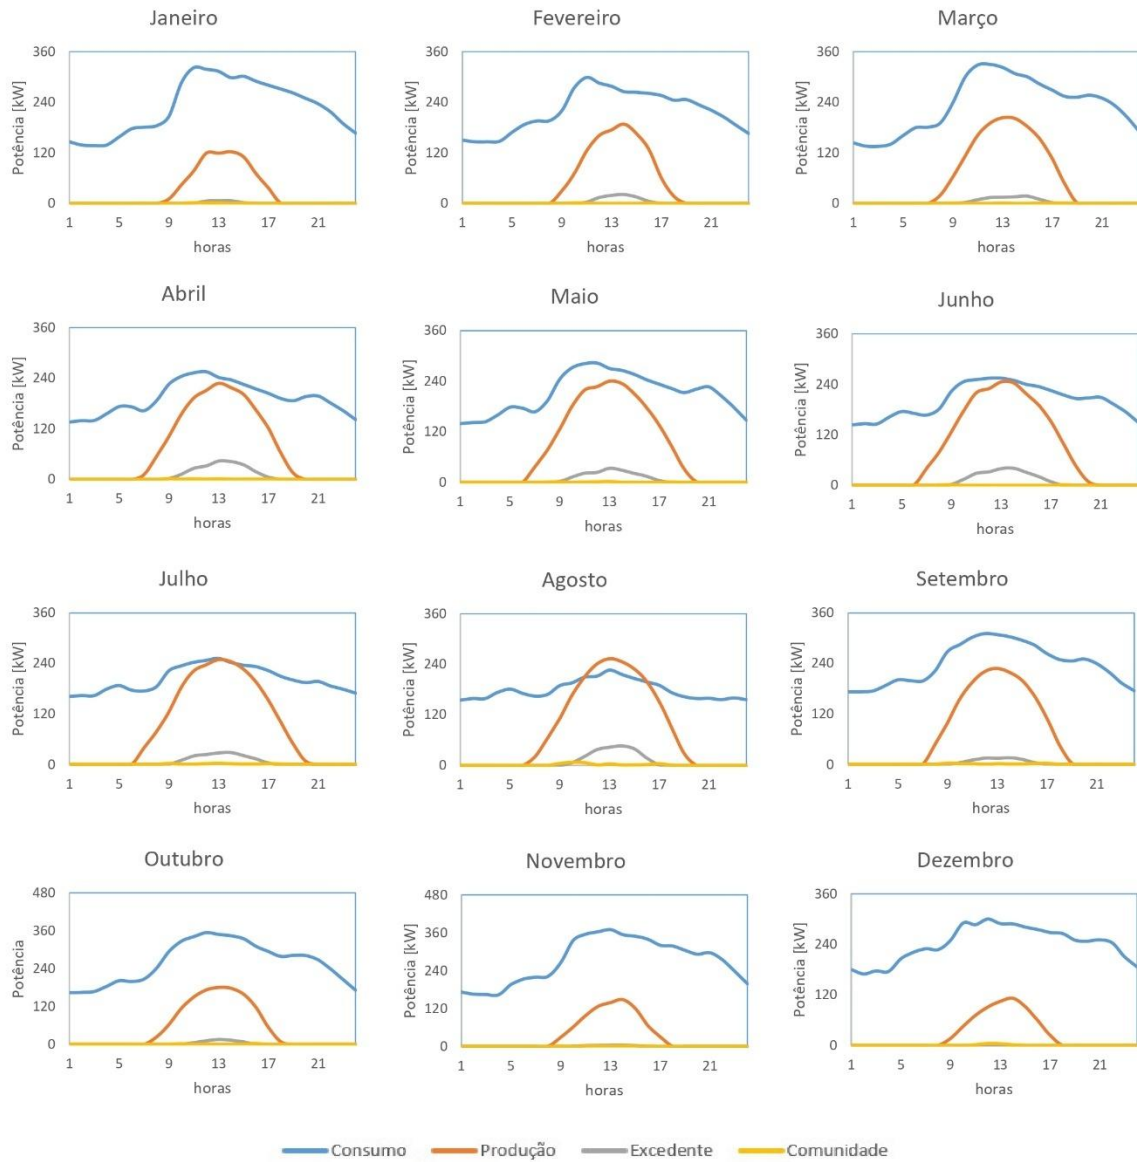 Janeiro
Fevereiro
Março
Potência [kW]
360
240
120
0
1 5 9 13 17 21
horas
Potência [kW]
360
240
120
0
1 5 9 13 17 21
horas
Potência [kW]
360
240
120
0
1 5 9 13 17 21
horas
Abril
Maio
Junho
Potência [kW]
360
240
120
0
1 5 9 13 17 21
horas
Potência [kW]
360
240
120
0
1 5 9 13 17 21
horas
Potência [kW]
360
240
120
0
1 5 9 13 17 21
horas
Julho
Agosto
Setembro
Potência [kW]
360
240
120
0
1 5 9 13 17 21
horas
Potência [kW]
360
240
120
0
1 5 9 13 17 21
horas
Potência [kW]
360
240
120
0
1 5 9 13 17 21
horas
Outubro
Novembro
Dezembro
Potência
480
360
240
120
0
1 5 9 13 17 21
horas
Potência [kW]
480
360
240
120
0
1 5 9 13 17 21
horas
Potência [kW]
360
240
120
0
1 5 9 13 17 21
horas
Consumo Produção Excedente Comunidade